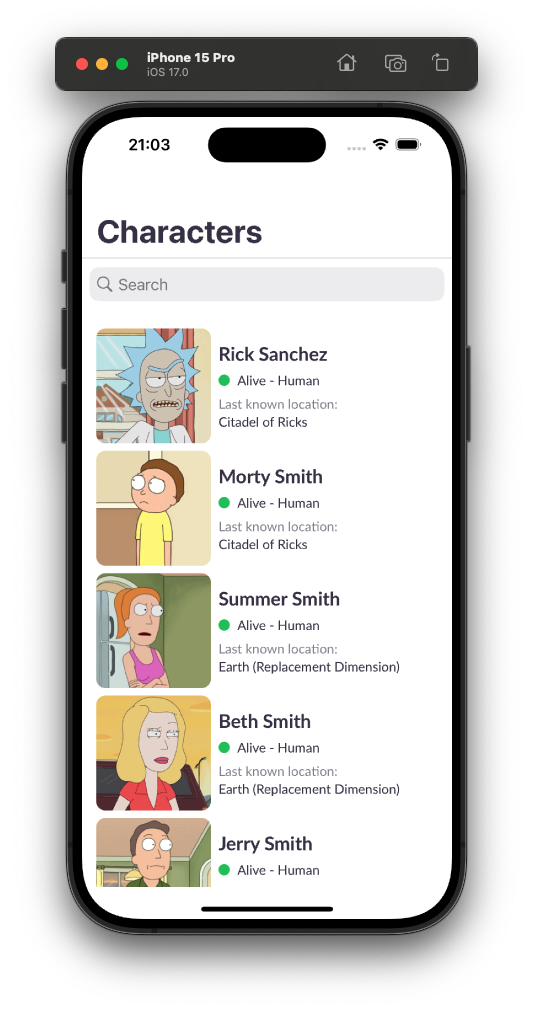 iPhone 15 Pro
iOS 17.0
21:03
Characters
Search
Rick Sanchez
Alive - Human
Last known location:
Citadel of Ricks
Morty Smith
Alive - Human
Last known location:
Citadel of Ricks
Summer Smith
Alive - Human
Last known location:
Earth (Replacement Dimension)
Beth Smith
Alive - Human
Last known location:
Earth (Replacement Dimension)
Jerry Smith
Alive - Human